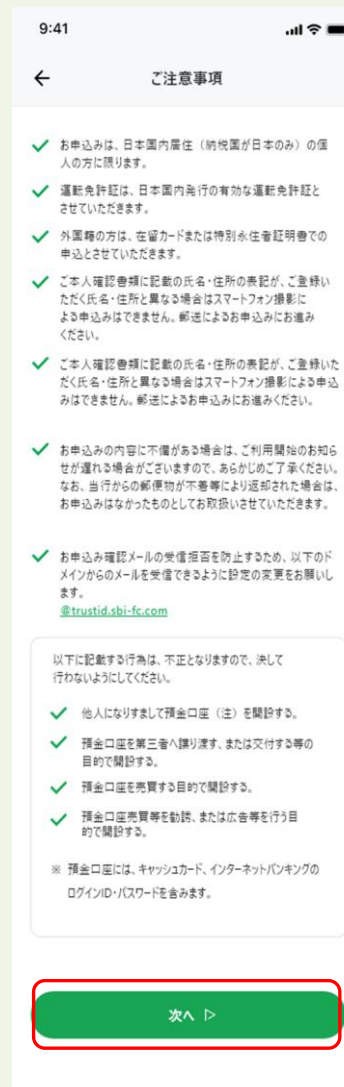 9:41
ご注意事項
お申込みは、日本国内居住（納税国が日本のみ）の個
人の方に限ります。
運転免許証は、日本国内発行の有効な運転免許証と
させていただきます。
外国籍の方は、在留カードまたは特別永住者証明書での
申込とさせていただきます。
ご本人確認書類に記載の氏名・住所の表記が、ご登録い
ただく氏名・住所と異なる場合はスマートフォン撮影に
よる申込みはできません。郵送によるお申込みにお進み
ください。
ご本人確認書類に記載の氏名・住所の表記が、ご登録いた
だく氏名・住所と異なる場合はスマートフォン撮影による申込
みはできません。郵送によるお申込みにお進みください。
お申込みの内容に不備がある場合は、ご利用開始のお知ら
せが遅れる場合がございますので、あらかじめご了承ください。
なお、当行からの郵便物が不着等により返却された場合は、
お申込みはなかったものとしてお取扱いさせていただきます。
お申込み確認メールの受信拒否を防止するため、以下のド
メインからのメールを受信できるように設定の変更をお願いし
ます。
@trustid.sbi-fc.com
以下に記載する行為は、不正となりますので、決して
行わないようにしてください。
他人になりすまして預金口座（注）を開設する。
預金口座を第三者へ譲り渡す、または交付する等の
目的で開設する。
預金口座を売買する目的で開設する。
預金口座売買等を勧誘、または広告等を行う目
的で開設する。
※ 預金口座には、キャッシュカード、インターネットバンキングの
ログインID・パスワードを含みます。
次へ ▷